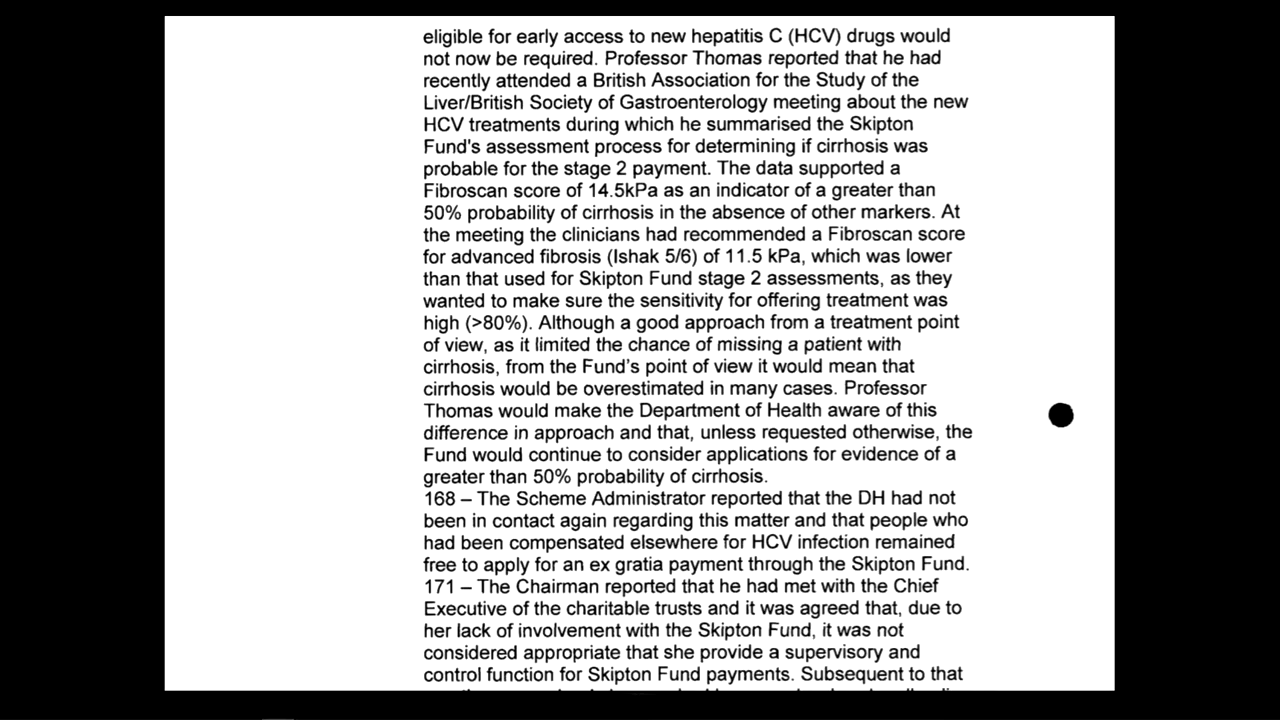 eligible for early access to new hepatitis C (HCV) drugs would
not now be required. Professor Thomas reported that he had
recently attended a British Association for the Study of the
Liver/British Society of Gastroenterology meeting about the new
HCV treatments during which he summarised the Skipton
Fund's assessment process for determining if cirrhosis was
probable for the stage 2 payment. The data supported a
Fibroscan score of 14.5kPa as an indicator of a greater than
50% probability of cirrhosis in the absence of other markers. At
the meeting the clinicians had recommended a Fibroscan score
for advanced fibrosis (Ishak 5/6) of 11.5 kPa, which was lower
than that used for Skipton Fund stage 2 assessments, as they
wanted to make sure the sensitivity for offering treatment was
high (>80%). Although a good approach from a treatment point
of view, as it limited the chance of missing a patient with
cirrhosis, from the Fund's point of view it would mean that
cirrhosis would be overestimated in many cases. Professor
Thomas would make the Department of Health aware of this
difference in approach and that, unless requested otherwise, the
Fund would continue to consider applications for evidence of a
greater than 50% probability of cirrhosis.
168 – The Scheme Administrator reported that the DH had not
been in contact again regarding this matter and that people who
had been compensated elsewhere for HCV infection remained
free to apply for an ex gratia payment through the Skipton Fund.
171 – The Chairman reported that he had met with the Chief
Executive of the charitable trusts and it was agreed that, due to
her lack of involvement with the Skipton Fund, it was not
considered appropriate that she provide a supervisory and
control function for Skipton Fund payments. Subsequent to that